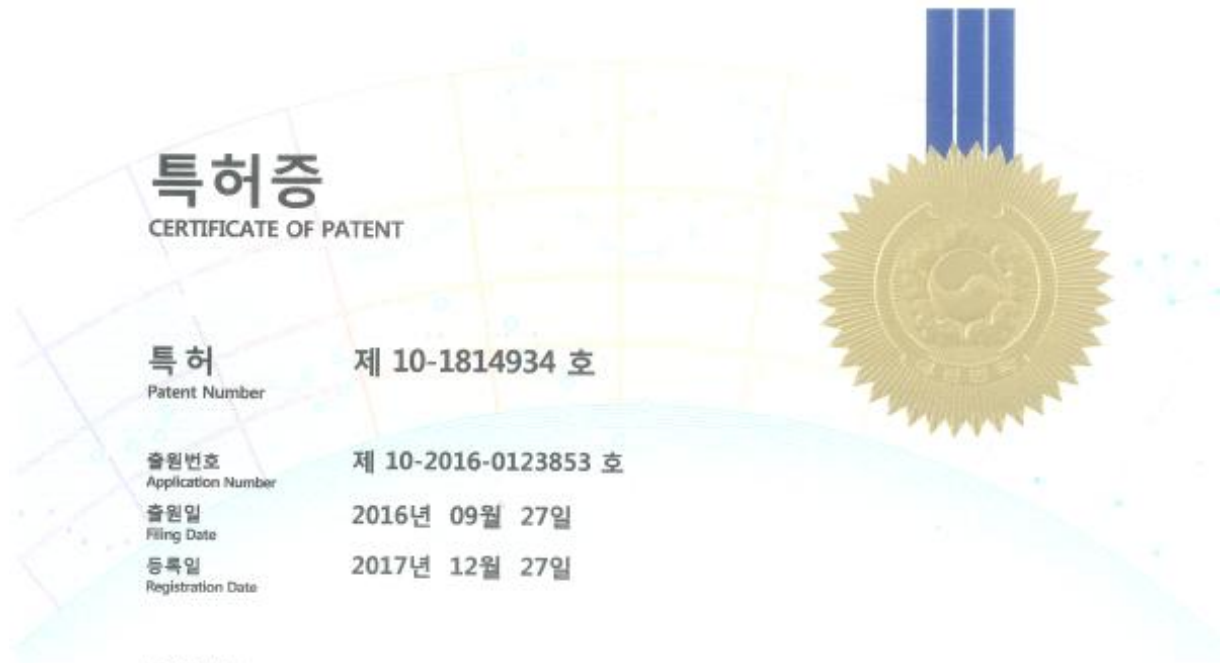 특허증
CERTIFICATE OF PATENT
특 허 제 10-1814934 호
Patent Number
출원번호 제 10-2016-0123853 호
Application Number
출원일 2016년 09월 27일
Filing Date
등록일 2017년 12월 27일
Registration Date